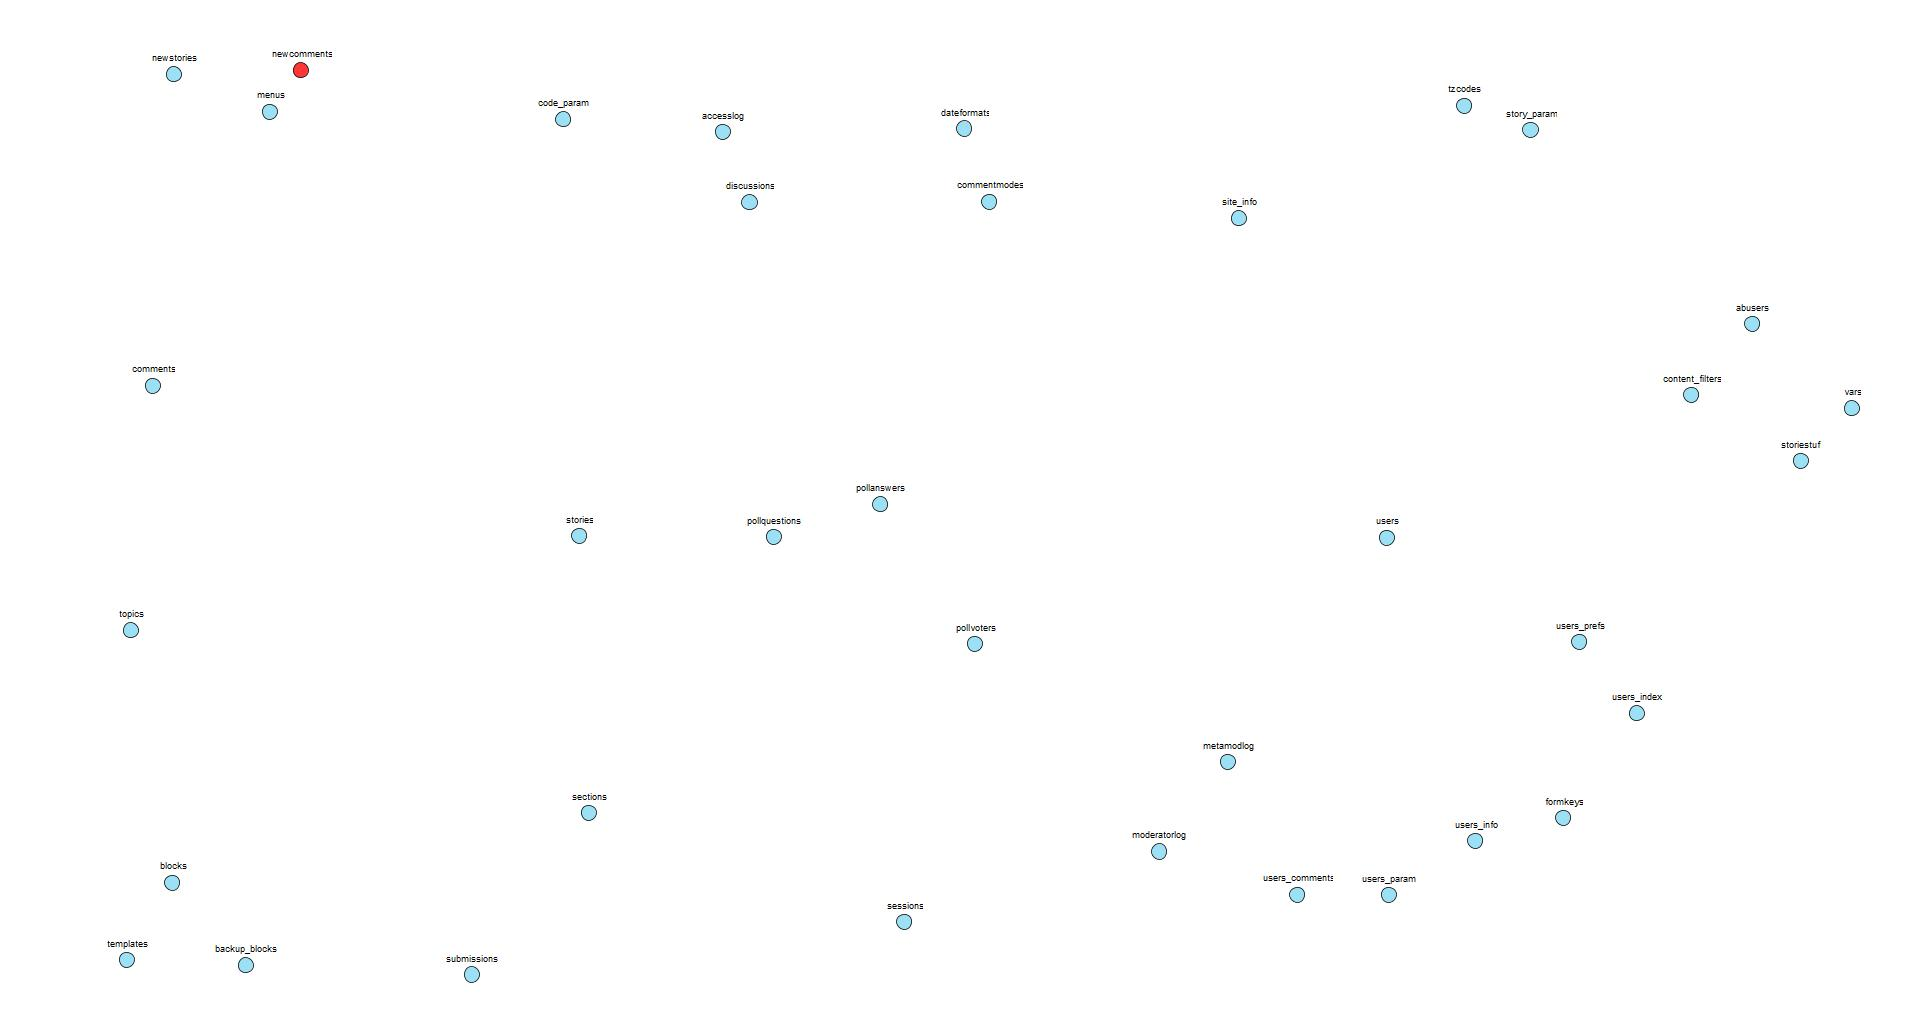 newstories
newcomments
menus
code_param
accesslog
dateformats
tzcodes
story_param
discussions
commentmodes
site_info
abusers
comments
content_filters
vars
storiestuf
pollanswers
stories
pollquestions
users
topics
pollvoters
users_prefs
users_index
metamodlog
sections
formkeys
users_info
moderatorlog
blocks
users_comments
users_param
sessions
templates
backup_blocks
submissions